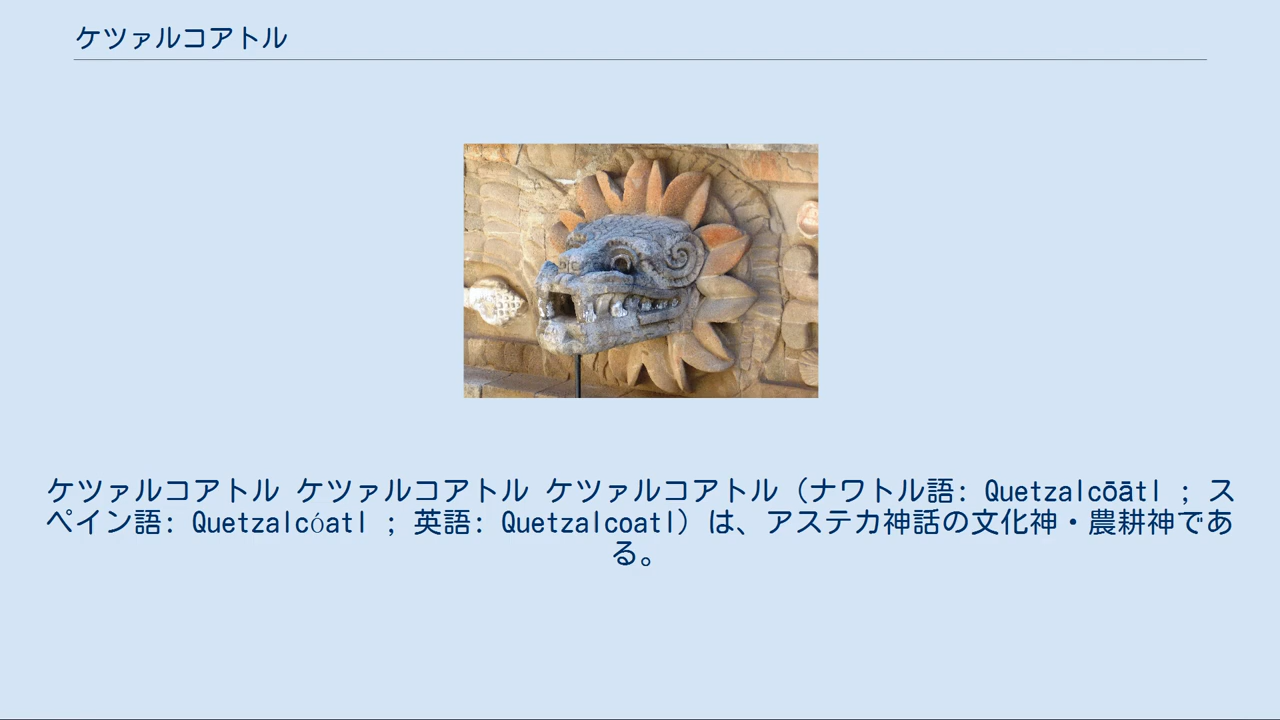 ケツァルコアトル
ケツァルコアトル ケツァルコアトル ケツァルコアトル（ナワトル語: Quetzalcōātl ; ス
ペイン語: Quetzalcóatl ; 英語: Quetzalcoatl）は、アステカ神話の文化神・農耕神であ
る。